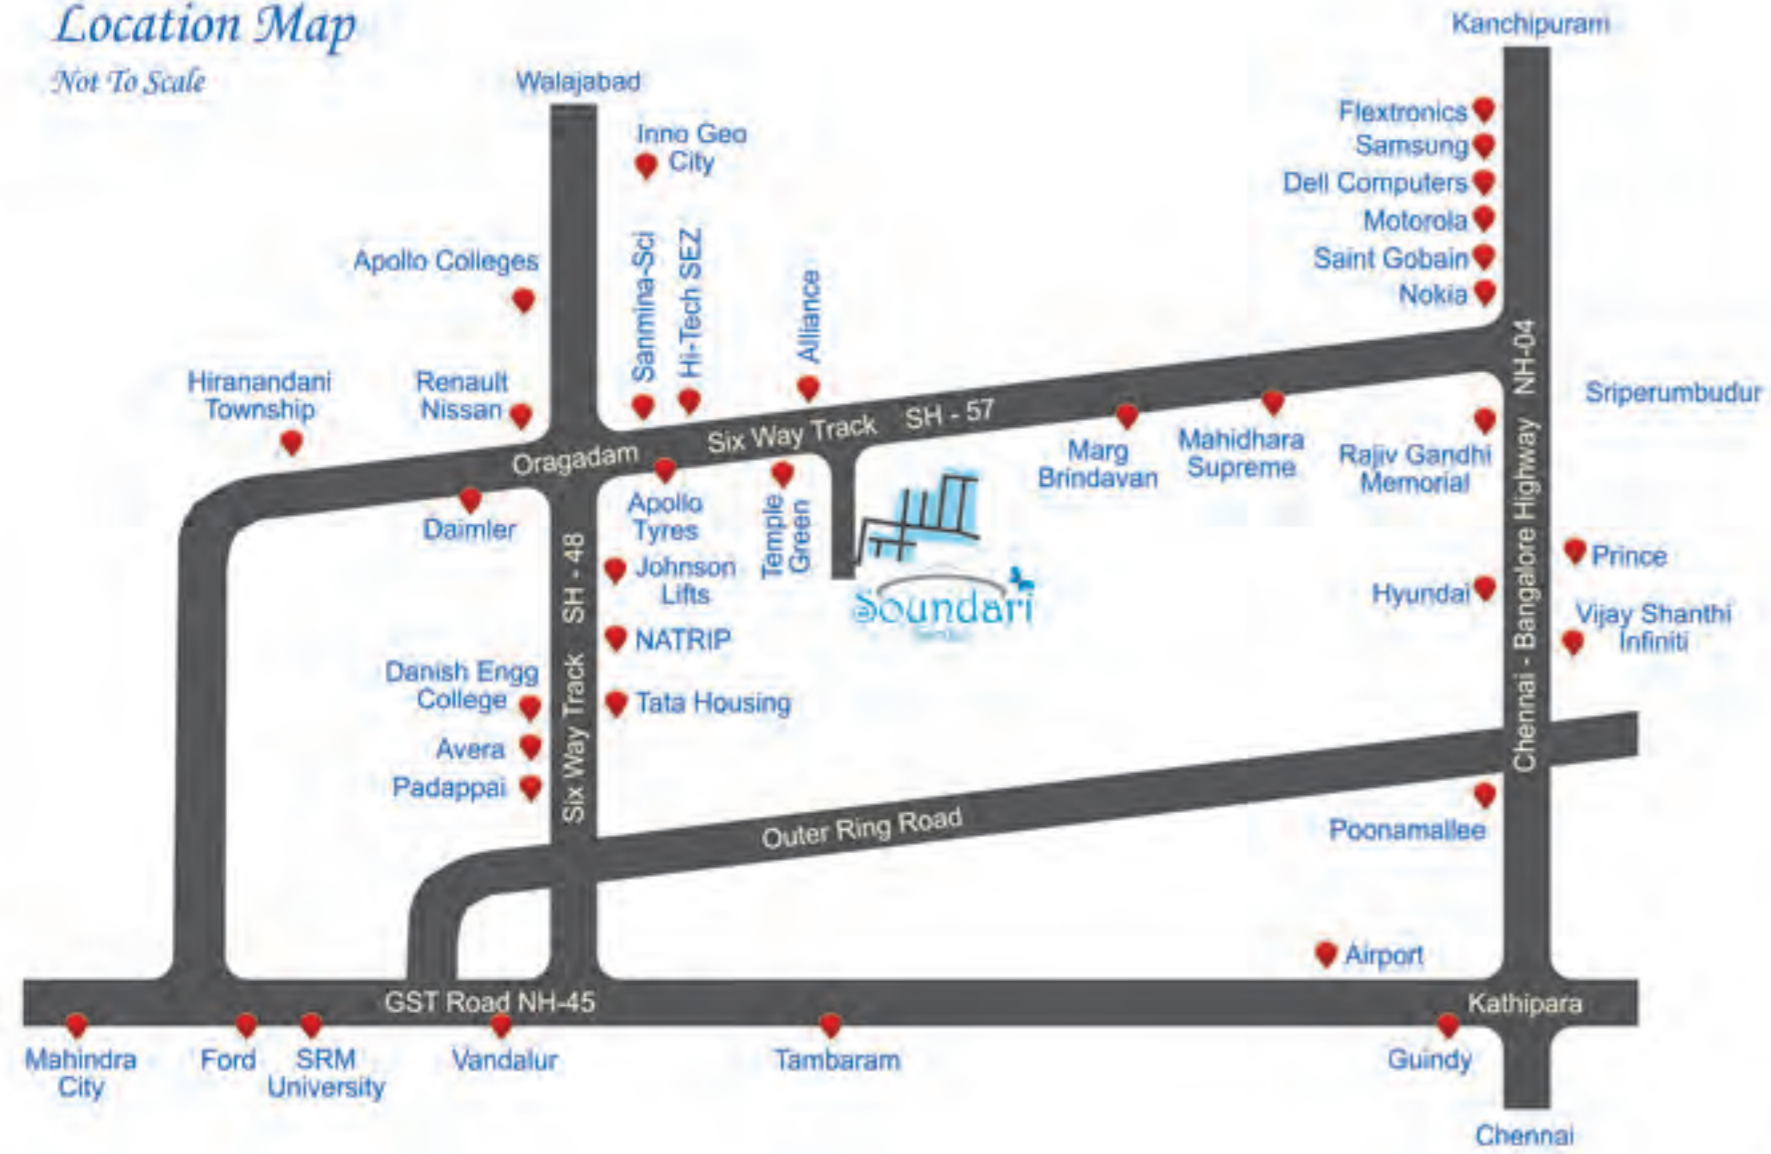 Location Map
Not To Scale
Kanchipuram
Walajabad
Inno Geo
City
Flextronics
Samsung
Dell Computers
Motorola
Saint Gobain
Nokia
Apollo Colleges
Sanmina-Sci
Hi-Tech SEZ
Alliance
Hiranandani
Township
Renault
Nissan
Oragadam
Six Way Track SH - 57
Marg
Brindavan
Mahidhara
Supreme
Rajiv Gandhi
Memorial
Sriperumbudur
Chennai - Bangalore Highway NH-04
Daimler
Apollo
Tyres
Temple
Green
Johnson
Lifts
Soundari
NATRIP
Tata Housing
Six Way Track SH - 48
Danish Engg
College
Avera
Padappai
Prince
Hyundai
Vijay Shanthi
Infiniti
Outer Ring Road
Poonamallee
Airport
GST Road NH-45
Kathipara
Mahindra
City
Ford
SRM
University
Vandalur
Tambaram
Guindy
Chennai